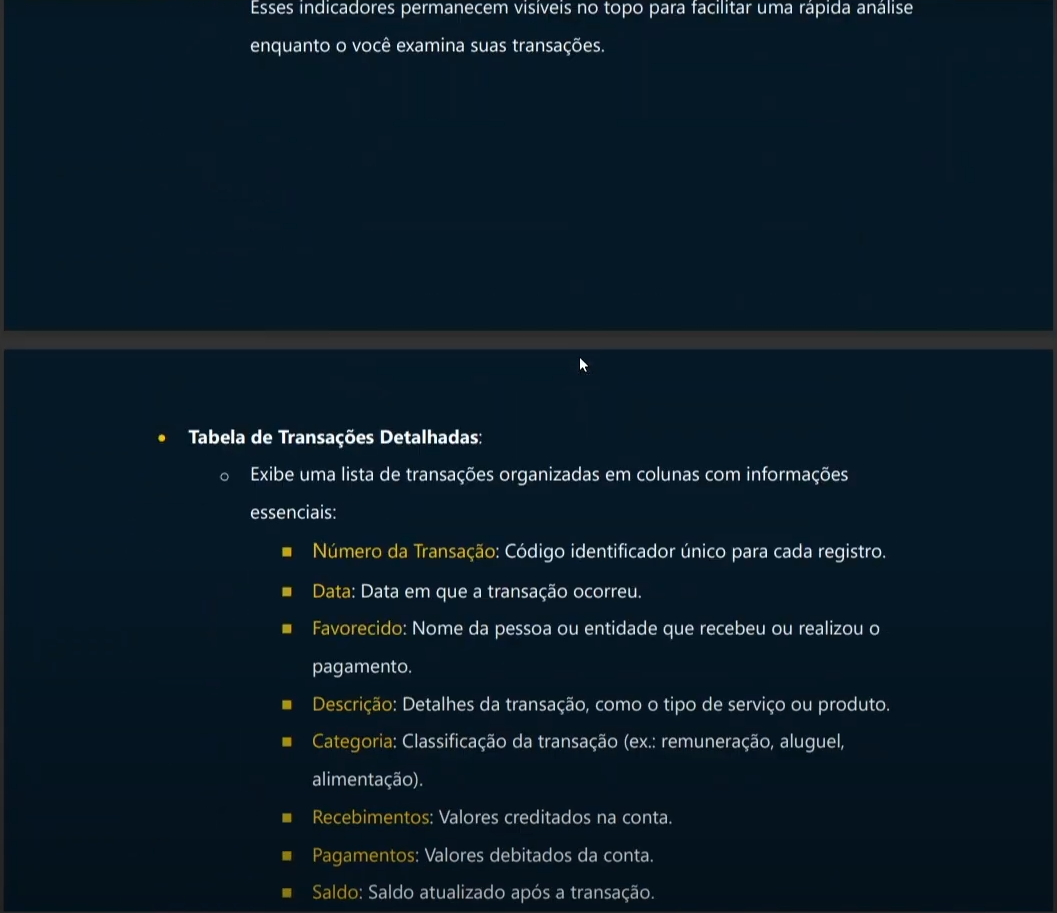 Esses indicadores permanecem visíveis no topo para facilitar uma rápida análise
enquanto o você examina suas transações.
Tabela de Transações Detalhadas:
Exibe uma lista de transações organizadas em colunas com informações
essenciais:
Número da Transação: Código identificador único para cada registro.
Data: Data em que a transação ocorreu.
Favorecido: Nome da pessoa ou entidade que recebeu ou realizou o
pagamento.
Descrição: Detalhes da transação, como o tipo de serviço ou produto.
Categoria: Classificação da transação (ex.: remuneração, aluguel,
alimentação).
Recebimentos: Valores creditados na conta.
Pagamentos: Valores debitados da conta.
Saldo: Saldo atualizado após a transação.